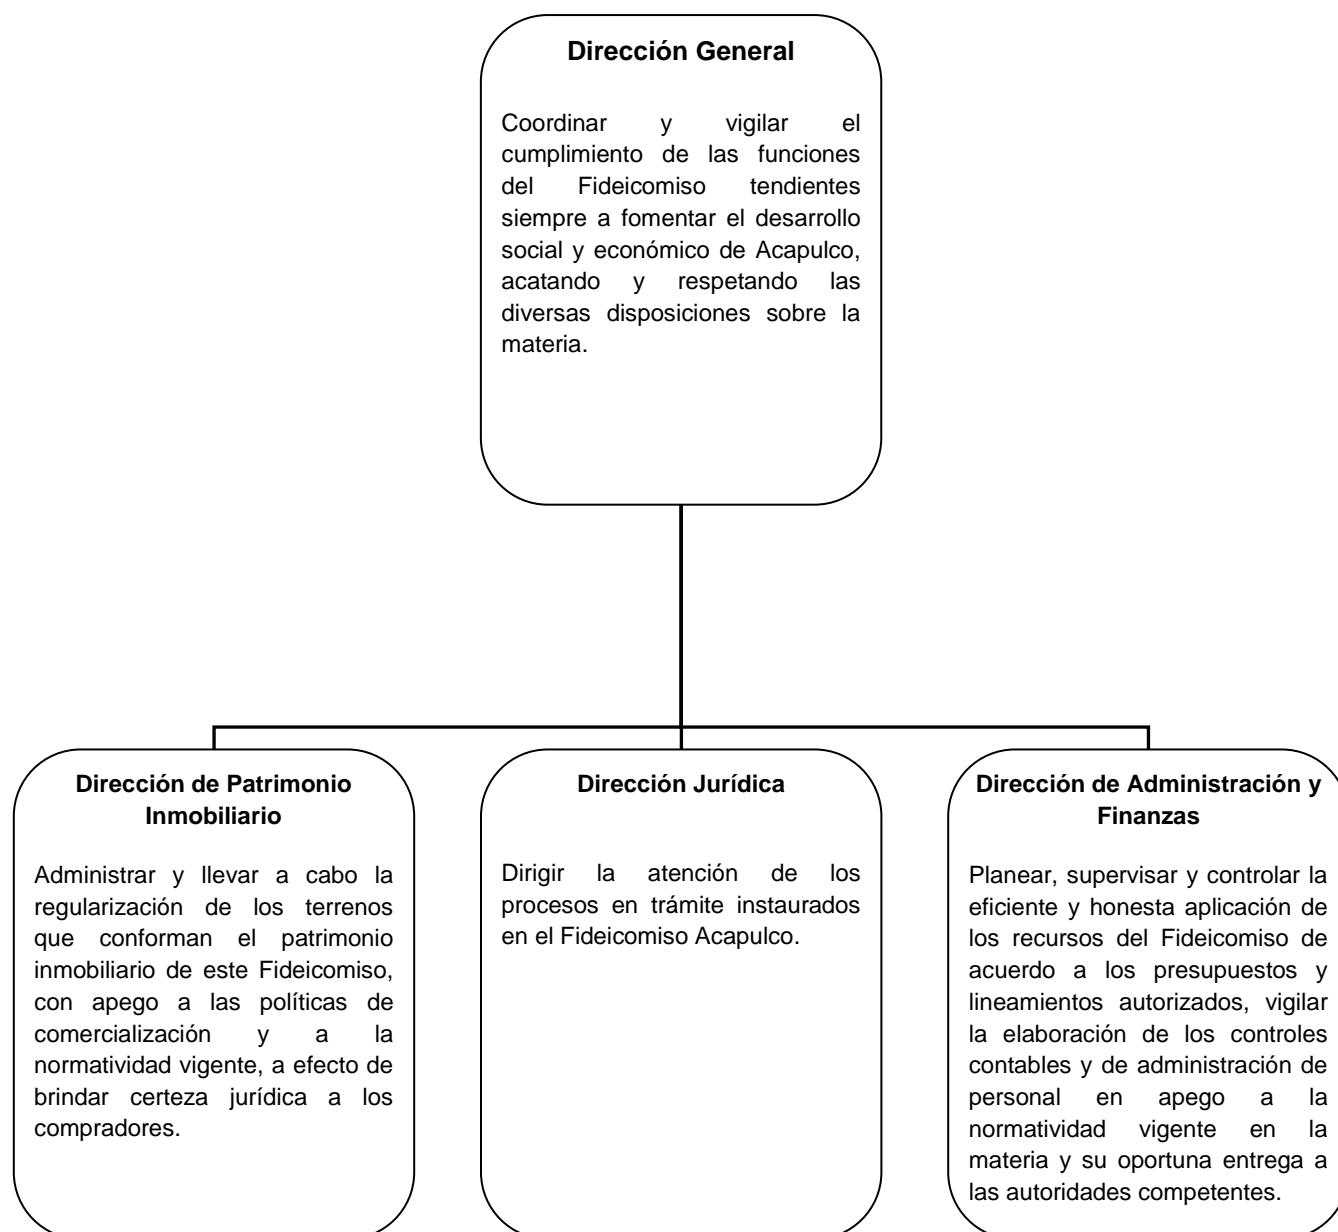 Dirección General
Coordinar y vigilar el
cumplimiento de las funciones
del Fideicomiso tendientes
siempre a fomentar el desarrollo
social y económico de Acapulco,
acatando y respetando las
diversas disposiciones sobre la
materia.
Dirección de Patrimonio
Inmobiliario
Administrar y llevar a cabo la
regularización de los terrenos
que conforman el patrimonio
inmobiliario de este Fideicomiso,
con apego a las políticas de
comercialización y a la
normatividad vigente, a efecto de
brindar certeza jurídica a los
compradores.
Dirección Jurídica
Dirigir la atención de los
procesos en trámite instaurados
en el Fideicomiso Acapulco.
Dirección de Administración y
Finanzas
Planear, supervisar y controlar la
eficiente y honesta aplicación de
los recursos del Fideicomiso de
acuerdo a los presupuestos y
lineamientos autorizados, vigilar
la elaboración de los controles
contables y de administración de
personal en apego a la
normatividad vigente en la
materia y su oportuna entrega a
las autoridades competentes.